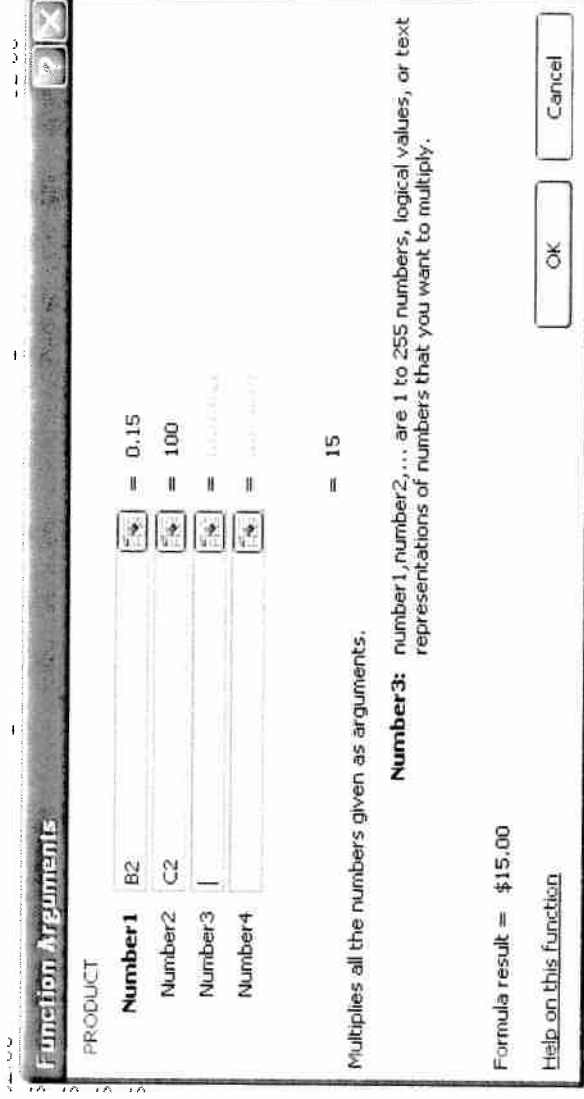 Function Arguments
PRODUCT
Number1 B2 = 0.15
Number2 C2 = 100
Number3 =
Number4 =
= 15
Multiplies all the numbers given as arguments.
Number3: number1,number2,... are 1 to 255 numbers, logical values, or text
representations of numbers that you want to multiply.
Formula result = $15.00
Help on this function
OK
Cancel